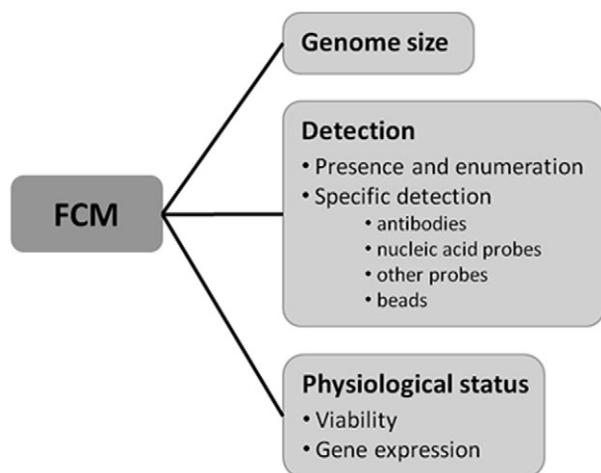 Genome size
Detection
• Presence and enumeration
• Specific detection
• antibodies
• nucleic acid probes
• other probes
• beads
FCM
Physiological status
• Viability
• Gene expression